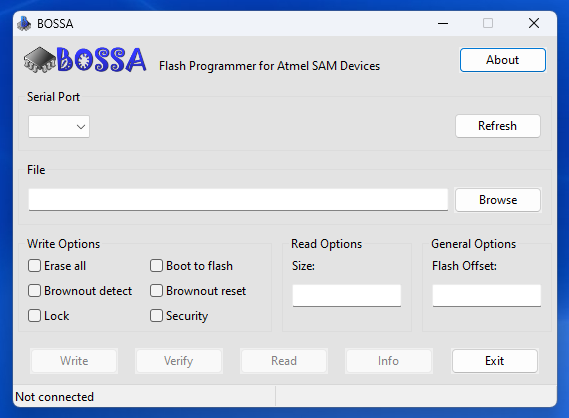 BOSSA
BOSSA
Flash Programmer for Atmel SAM Devices
About
Serial Port
Refresh
File
Browse
Write Options
Erase all
Boot to flash
Brownout detect
Brownout reset
Lock
Security
Read Options
Size:
General Options
Flash Offset:
Write
Verify
Read
Info
Exit
Not connected